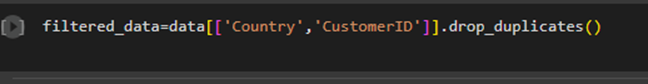 [ ] filtered_data=data[['Country','CustomerID']].drop_duplicates()